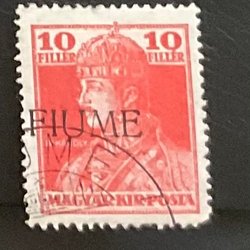 10 10
FILLÉR FILLÉR
FIUME
MAGYAR KIR. POSTA